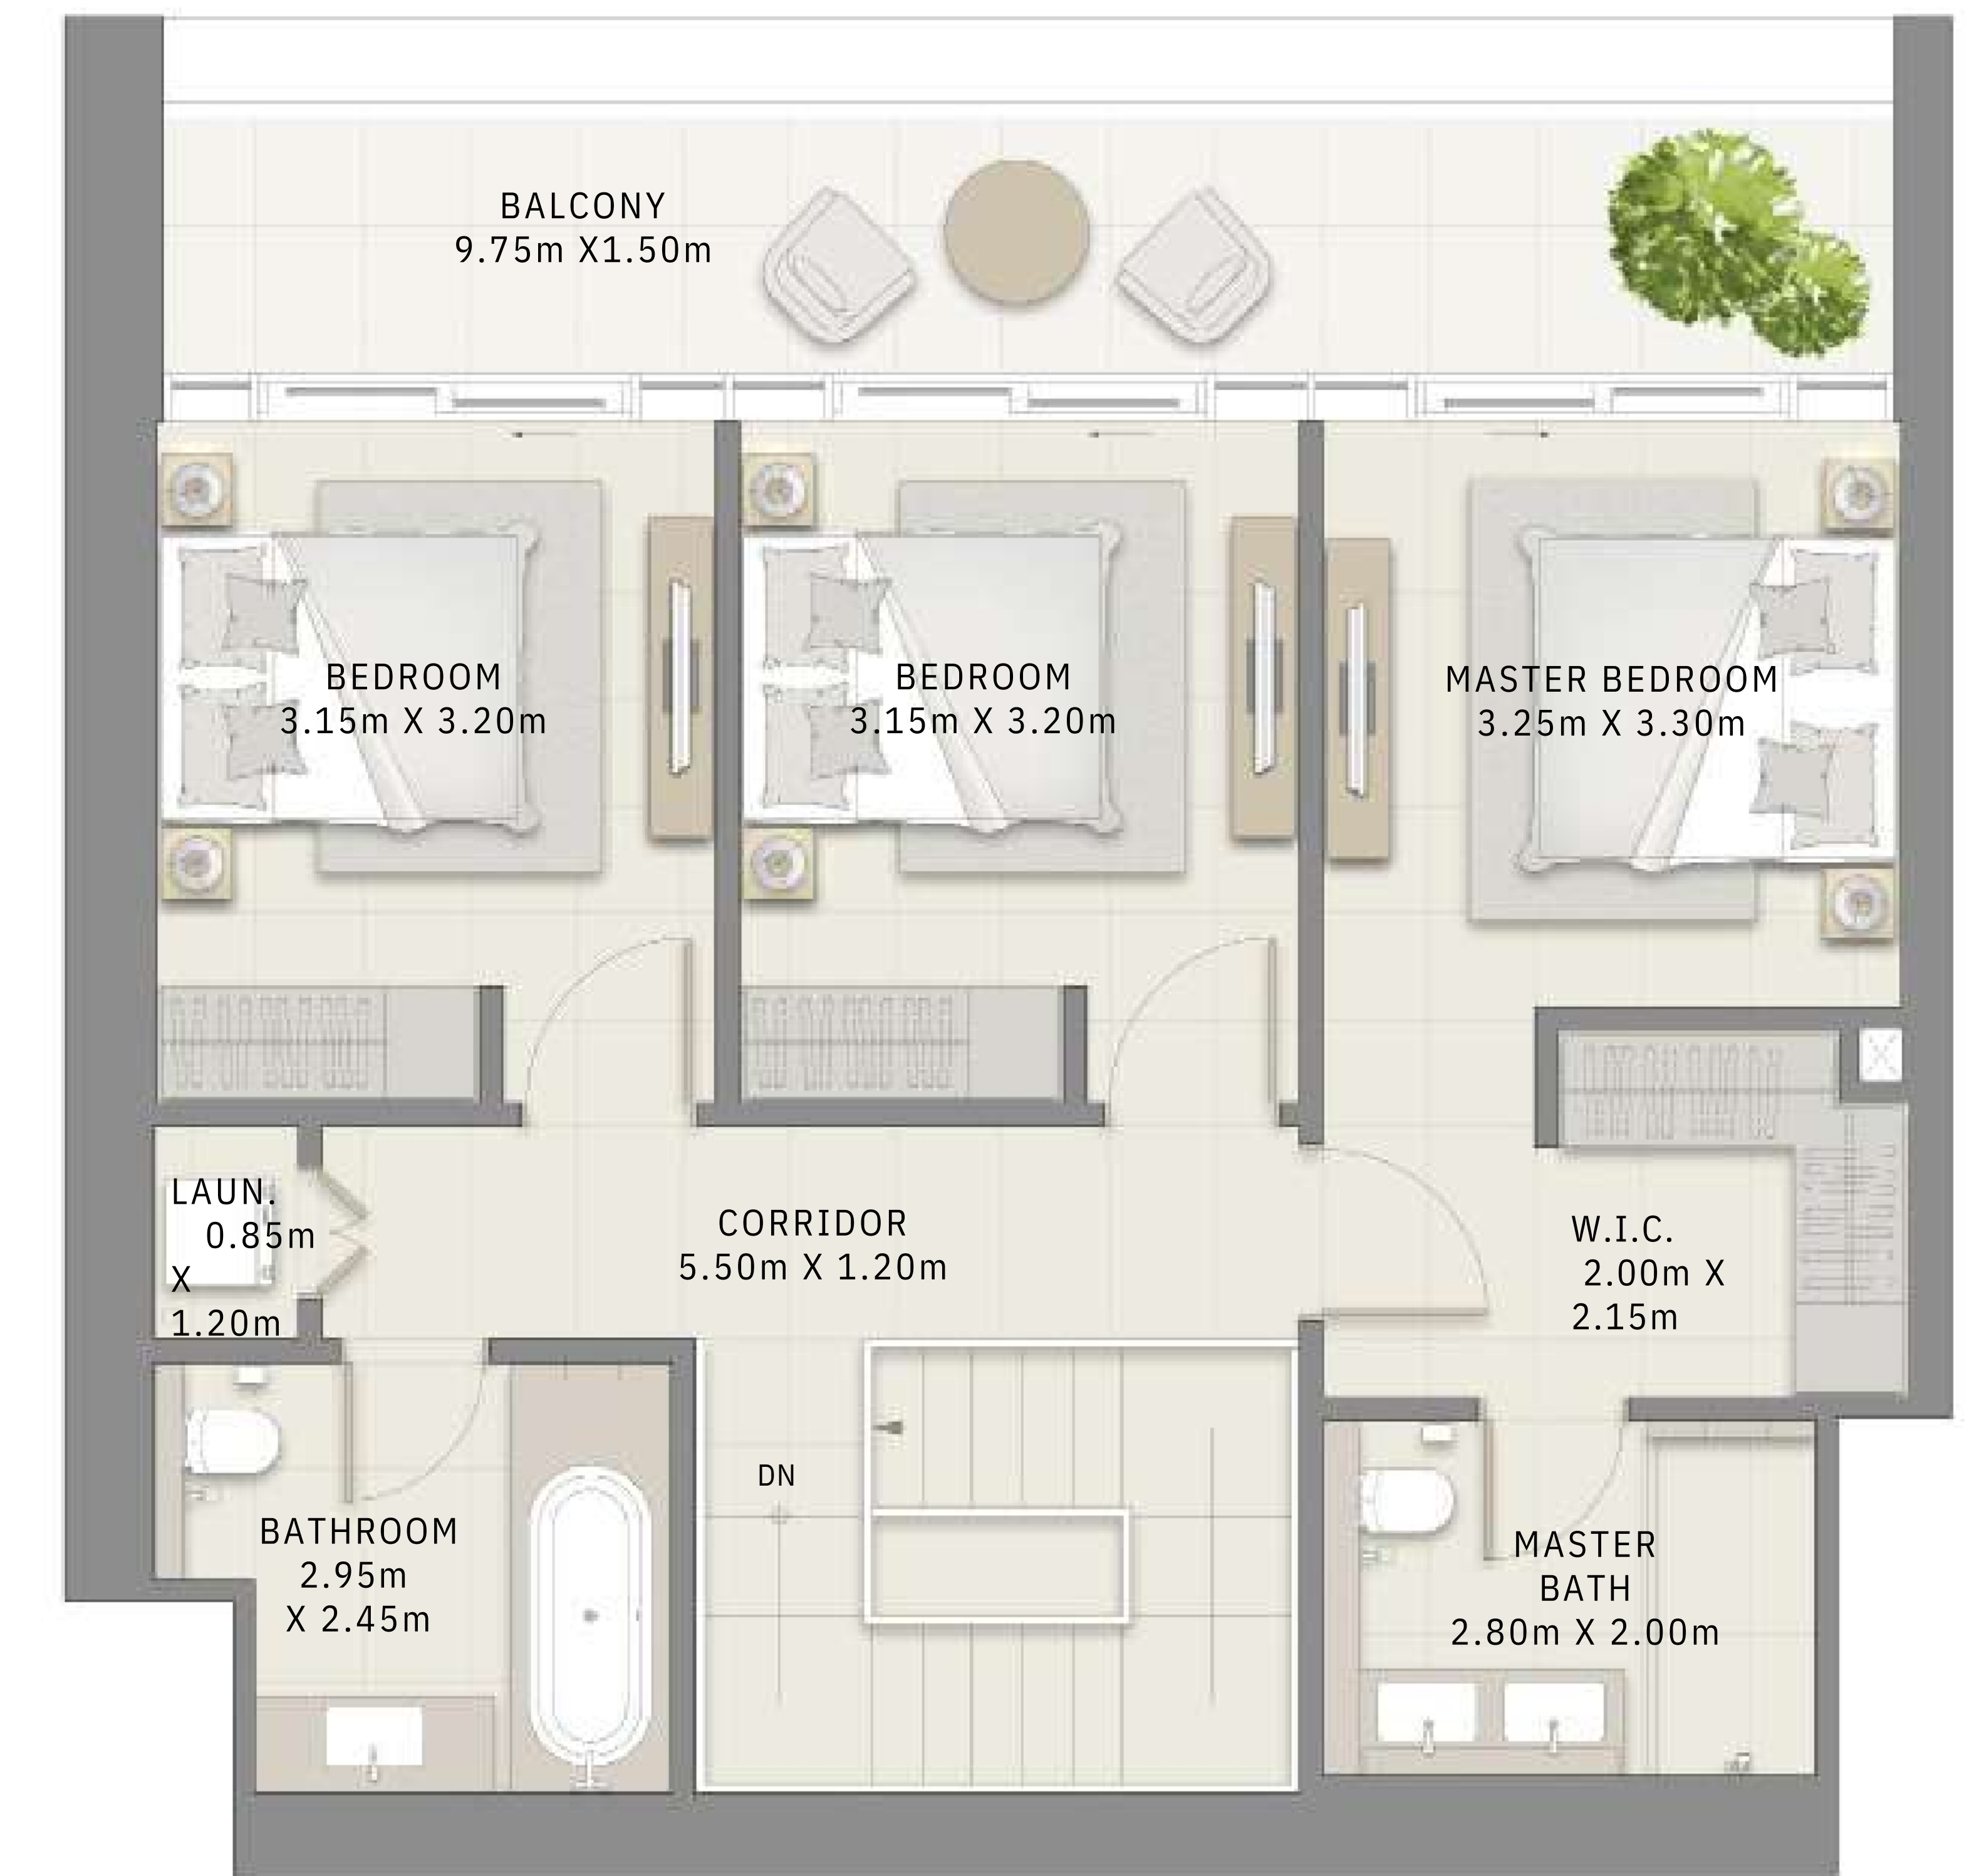 BALCONY
9.75m X1.50m
BEDROOM
3.15m X 3.20m
BEDROOM
3.15m X 3.20m
MASTER BEDROOM
3.25m X 3.30m
LAUN.
0.85m
X
1.20m
CORRIDOR
5.50m X 1.20m
W.I.C.
2.00m X
2.15m
DN
BATHROOM
2.95m
X 2.45m
MASTER
BATH
2.80m X 2.00m